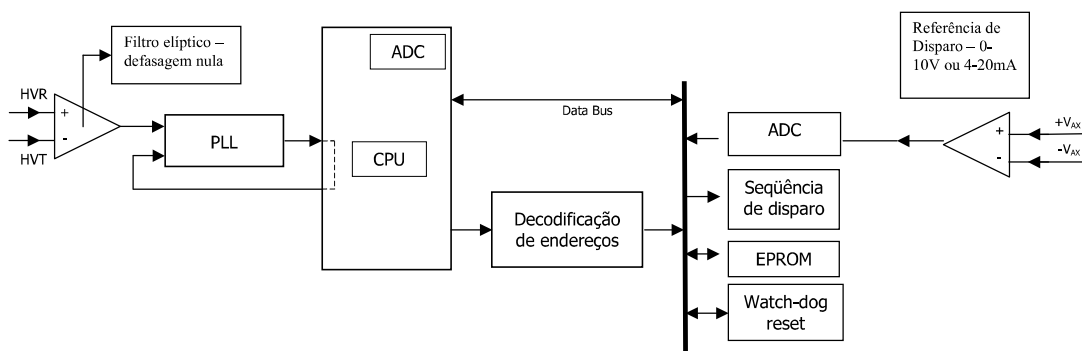 Filtro elíptico –
defasagem nula
HVR
+
-
HVT
PLL
ADC
CPU
Data Bus
Decodificação
de endereços
ADC
Seqüência
de disparo
EPROM
Watch-dog
reset
Referência de
Disparo – 0-
10V ou 4-20mA
+
-
+VAX
-VAX